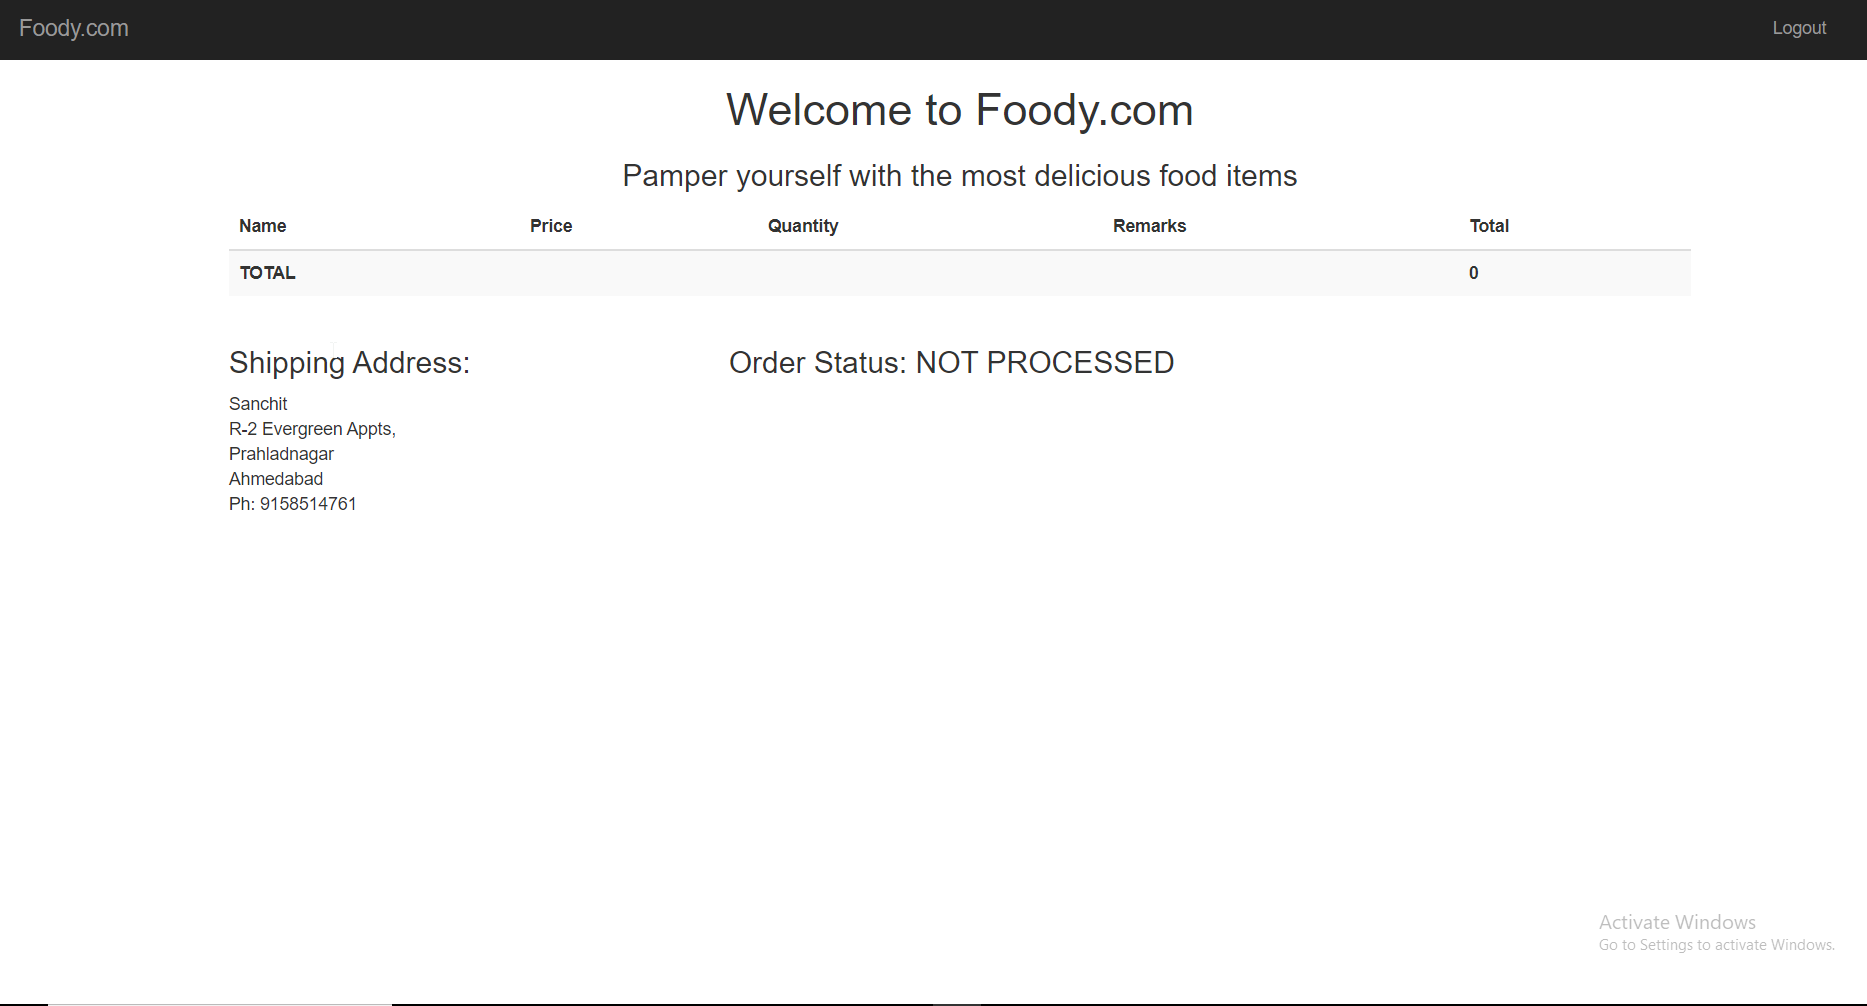 Foody.com Logout
Welcome to Foody.com
Pamper yourself with the most delicious food items
Name Price Quantity Remarks Total
TOTAL 0
Shipping Address: Order Status: NOT PROCESSED
Sanchit
R-2 Evergreen Appts,
Prahladnagar
Ahmedabad
Ph: 9158514761
Activate Windows
Go to Settings to activate Windows.